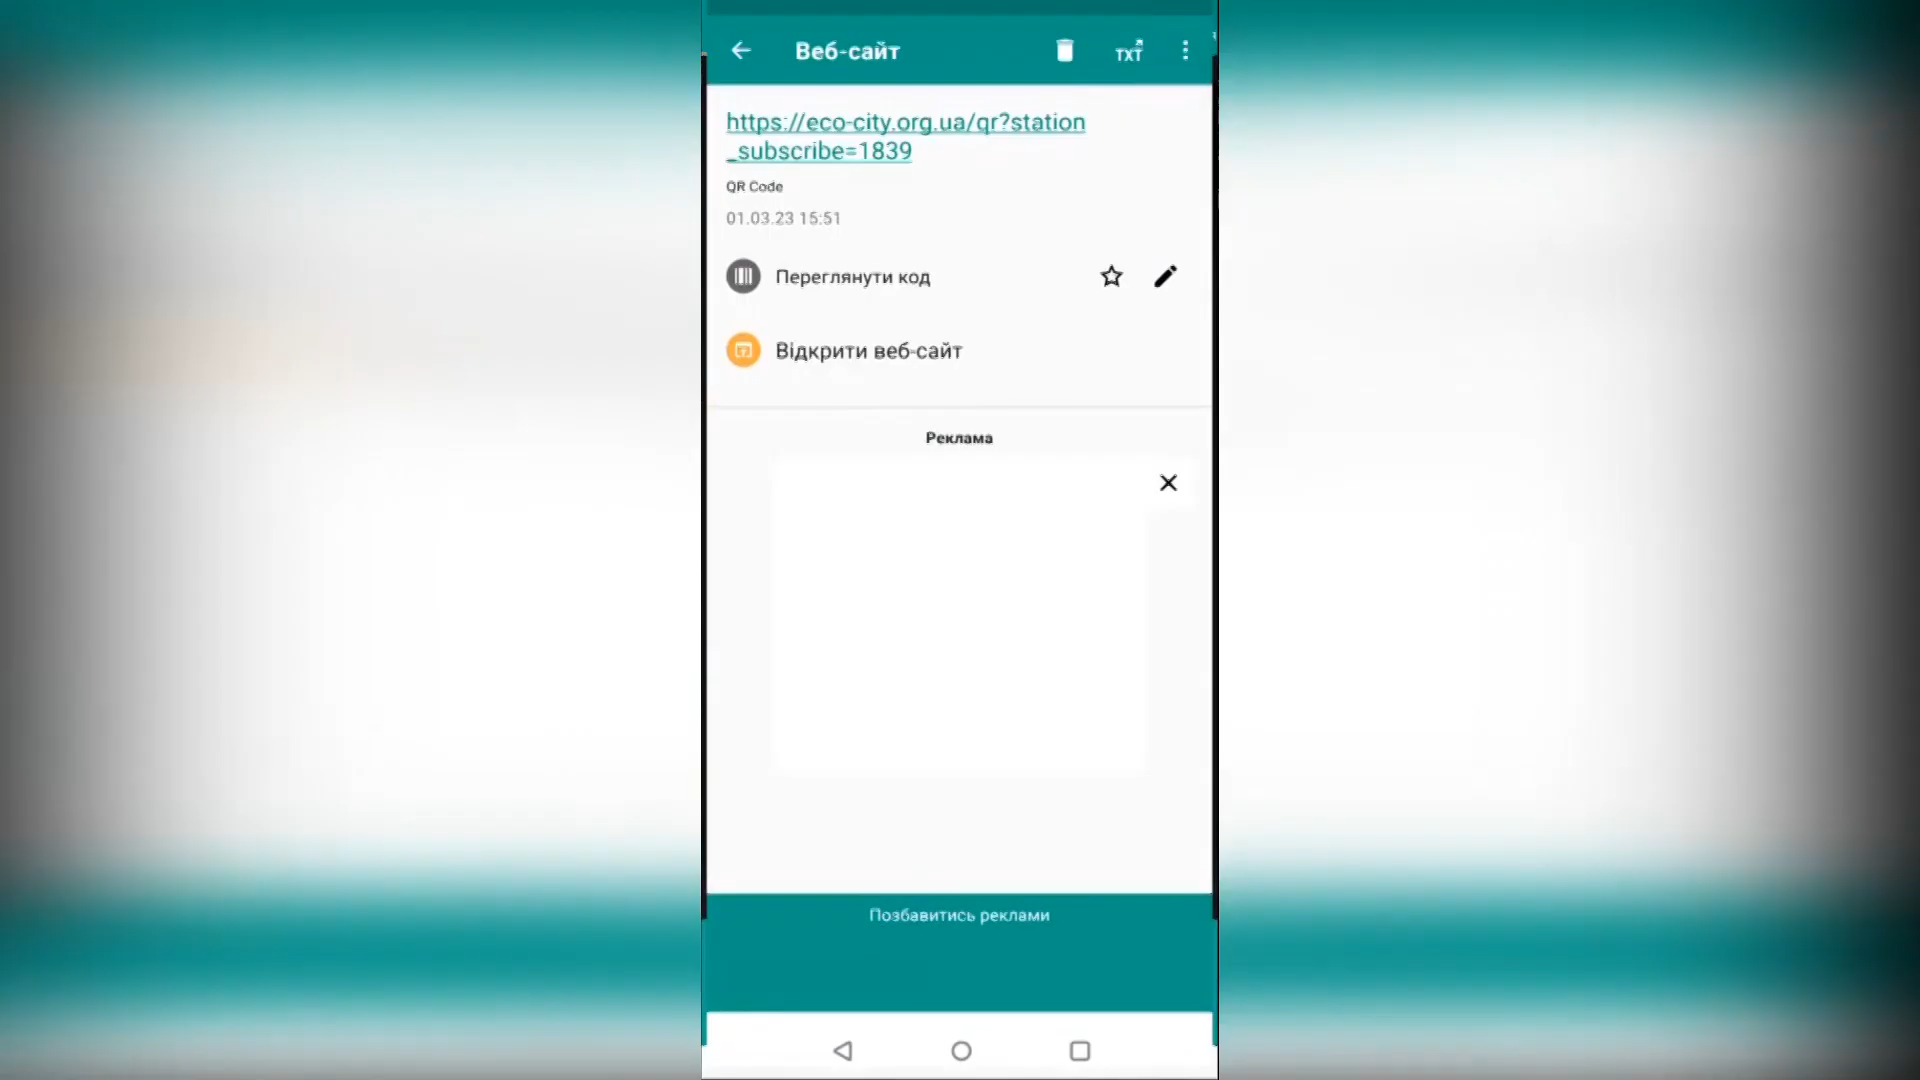 Веб-сайт
TXT
https://eco-city.org.ua/qr?station
_subscribe=1839
QR Code
01.03.23 15:51
Переглянути код
Відкрити веб-сайт
Реклама
Позбавитись реклами